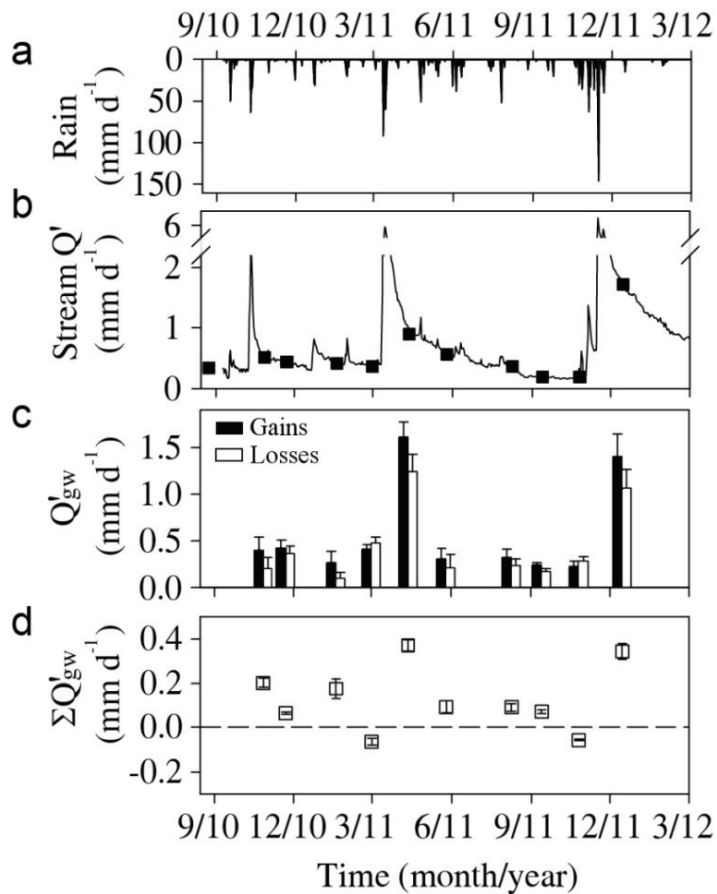 9/10 12/10 3/11 6/11 9/11 12/11 3/12
a
0
50
100
150
Rain
(mm d⁻¹)
b
6
2
1
0
Stream Q'
(mm d⁻¹)
c
Gains
Losses
1.5
1.0
0.5
0.0
Q'gw
(mm d⁻¹)
d
0.4
0.2
0.0
-0.2
ΣQ'gw
(mm d⁻¹)
9/10 12/10 3/11 6/11 9/11 12/11 3/12
Time (month/year)